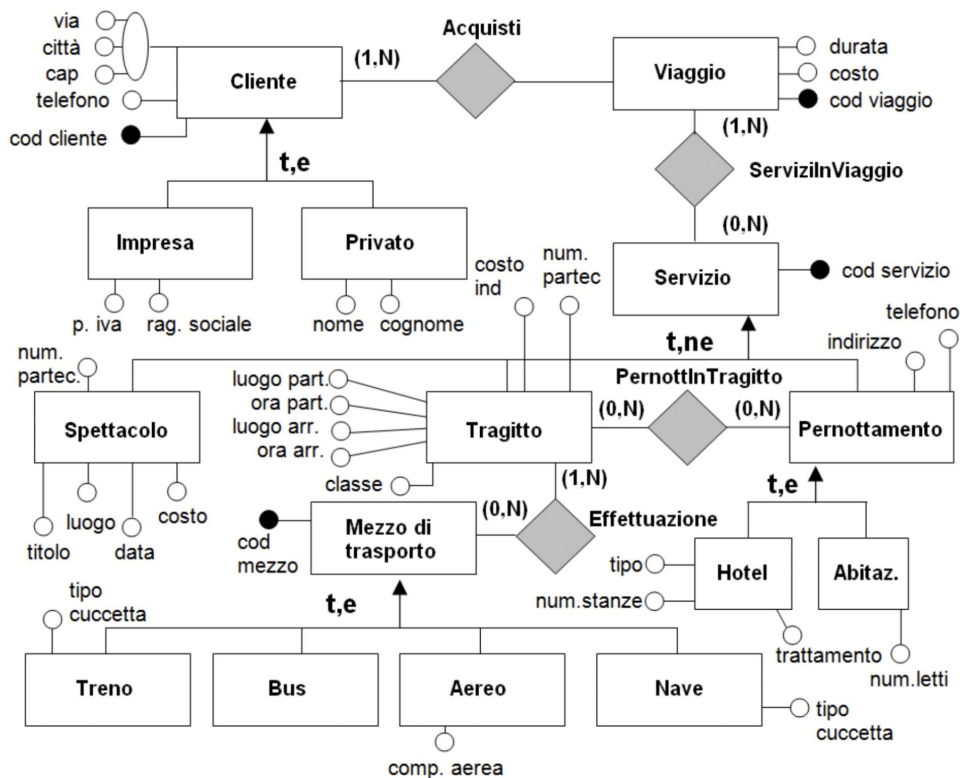 Acquisti
via
città
cap
telefono
cod cliente
Cliente
(1,N)
Viaggio
durata
costo
cod viaggio
t,e
(1,N)
ServiziInViaggio
Impresa
Privato
p. iva
rag. sociale
nome
cognome
(0,N)
Servizio
cod servizio
costo
ind
num.
partec
t,ne
telefono
indirizzo
num.
partec.
Spettacolo
titolo
luogo
data
costo
luogo part.
ora part.
luogo arr.
ora arr.
classe
Tragitto
(0,N)
PernottInTragitto
(0,N)
Pernottamento
(1,N)
t,e
cod
mezzo
Mezzo di
trasporto
(0,N)
Effettuazione
tipo
num.stanze
Hotel
Abitaz.
trattamento
num.letti
t,e
tipo
cuccetta
Treno
Bus
Aereo
Nave
comp. aerea
tipo
cuccetta